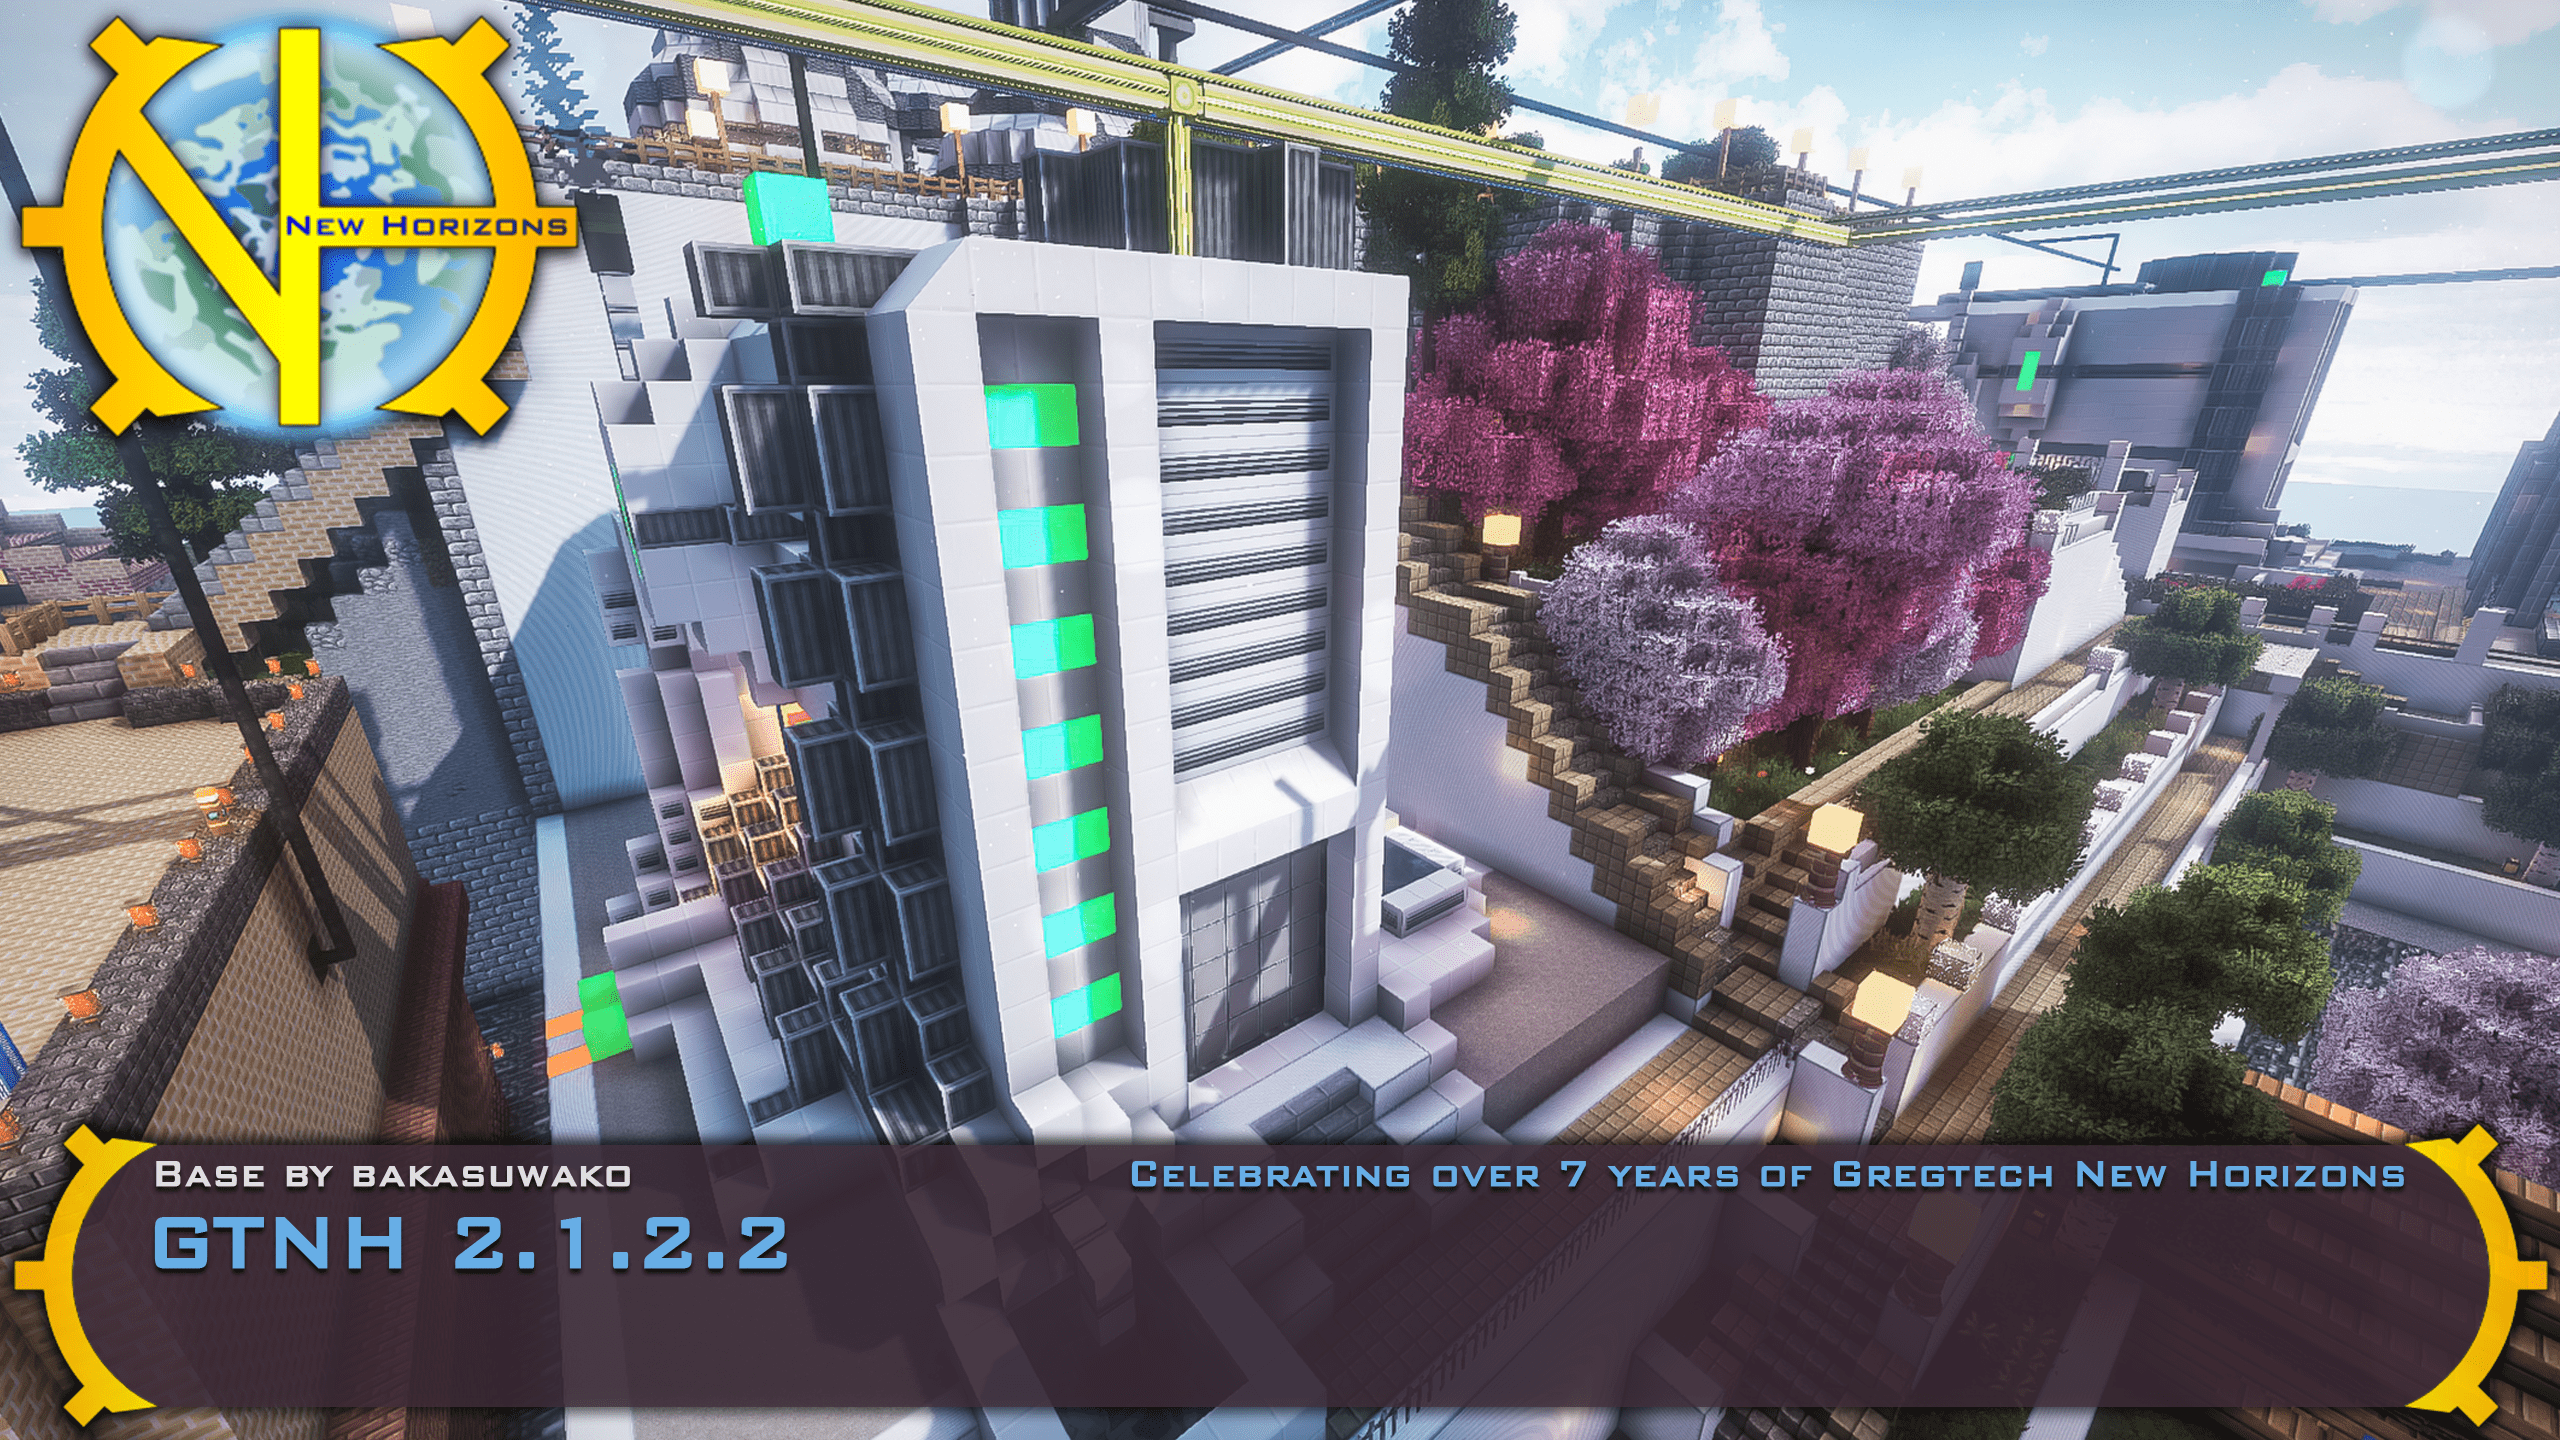 New Horizons
Base by bakasuwako
Celebrating over 7 years of Gregtech New Horizons
GTNH 2.1.2.2